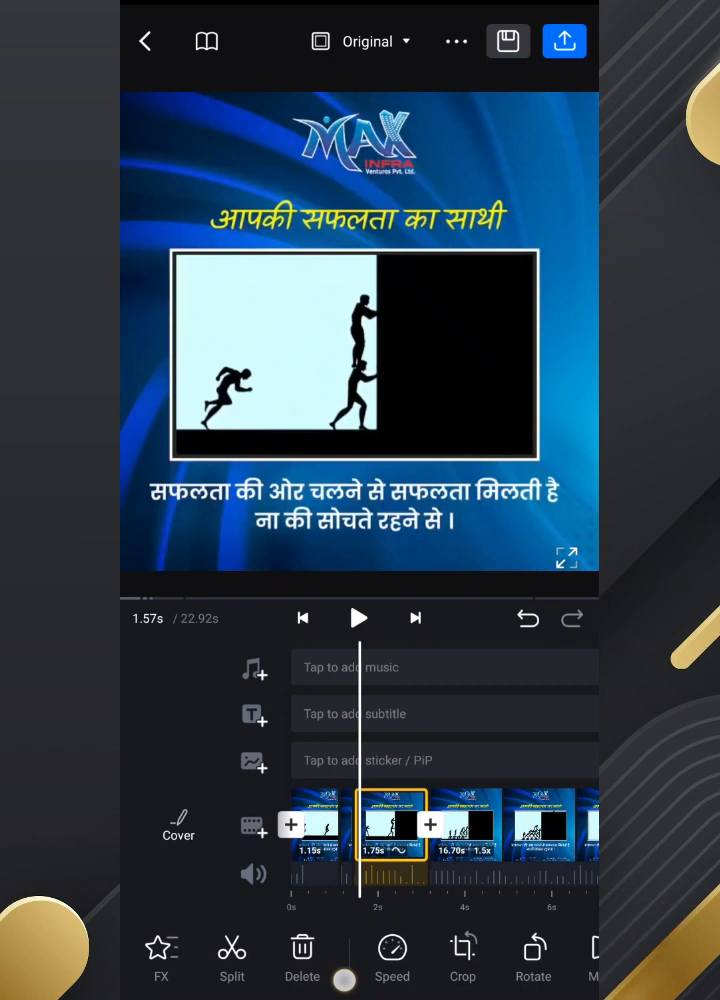 Original
MAX
INFRA
Ventures Pvt. Ltd.
आपकी सफलता का साथी
सफलता की ओर चलने से सफलता मिलती है
ना की सोचते रहने से ।
1.57s / 22.92s
Tap to add music
Tap to add subtitle
Tap to add sticker / PiP
Cover
1.15s 1.75s 16.70s 1.5x
0s 2s 4s 6s
FX Split Delete Speed Crop Rotate M